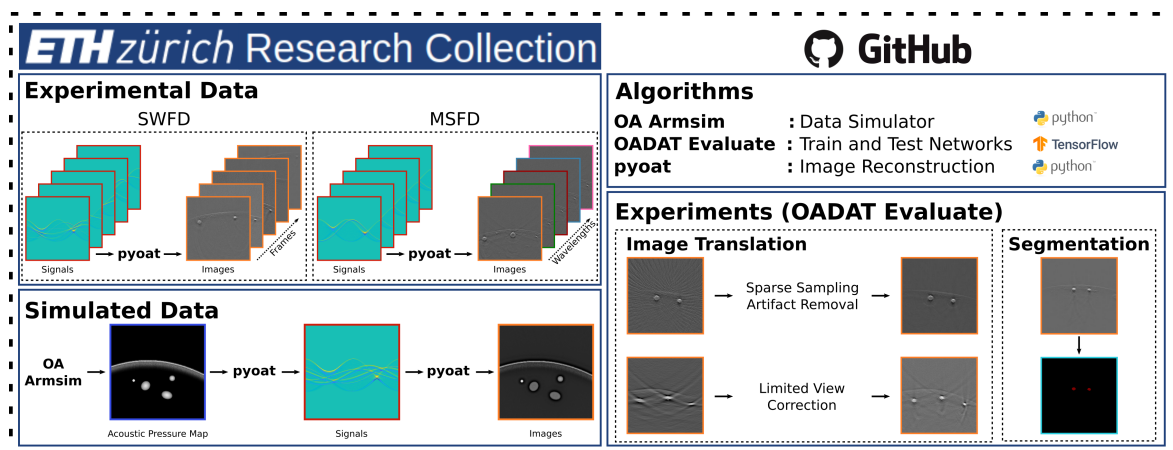 ETH zürich Research Collection
Experimental Data
SWFD
MSFD
Signals
pyoat
Images
Frames
Signals
pyoat
Images
Wavelengths
Simulated Data
OA
Armsim
Acoustic Pressure Map
pyoat
Signals
pyoat
Images
GitHub
Algorithms
OA Armsim : Data Simulator python
OADAT Evaluate : Train and Test Networks TensorFlow
pyoat : Image Reconstruction python
Experiments (OADAT Evaluate)
Image Translation
Sparse Sampling
Artifact Removal
Limited View
Correction
Segmentation